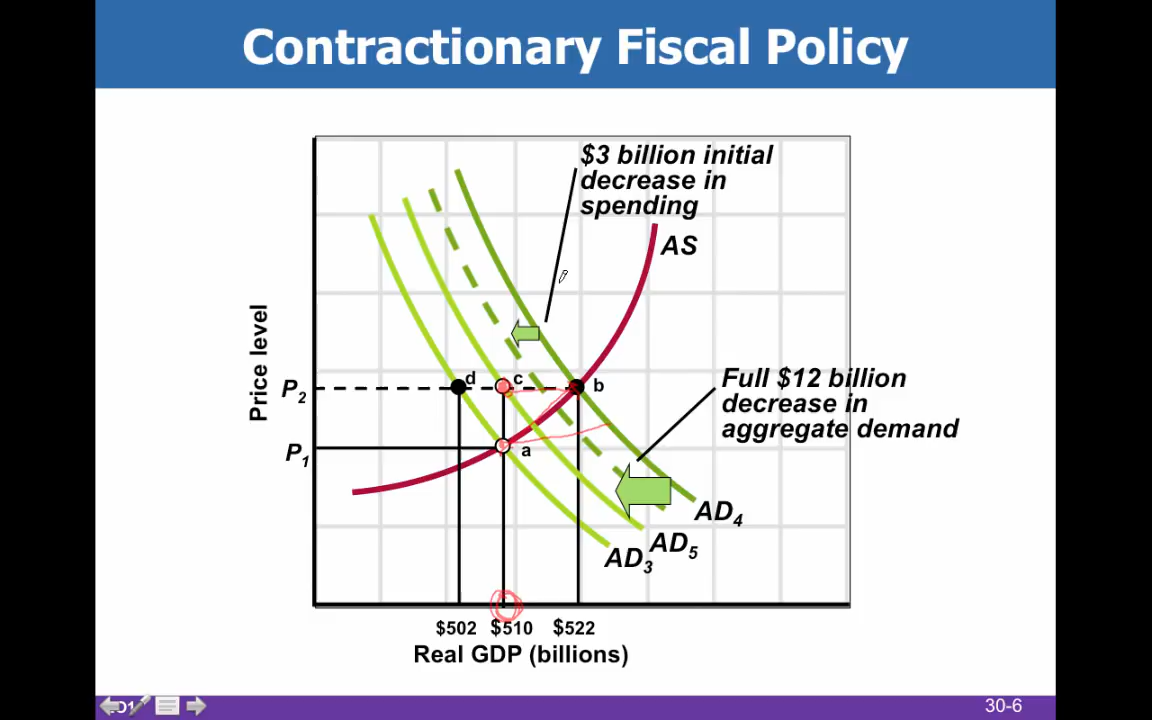 Contractionary Fiscal Policy
$3 billion initial
decrease in
spending
AS
Price level
P2
d
c
b
Full $12 billion
decrease in
aggregate demand
P1
a
AD4
AD5
AD3
$502
$510
$522
Real GDP (billions)
30-6